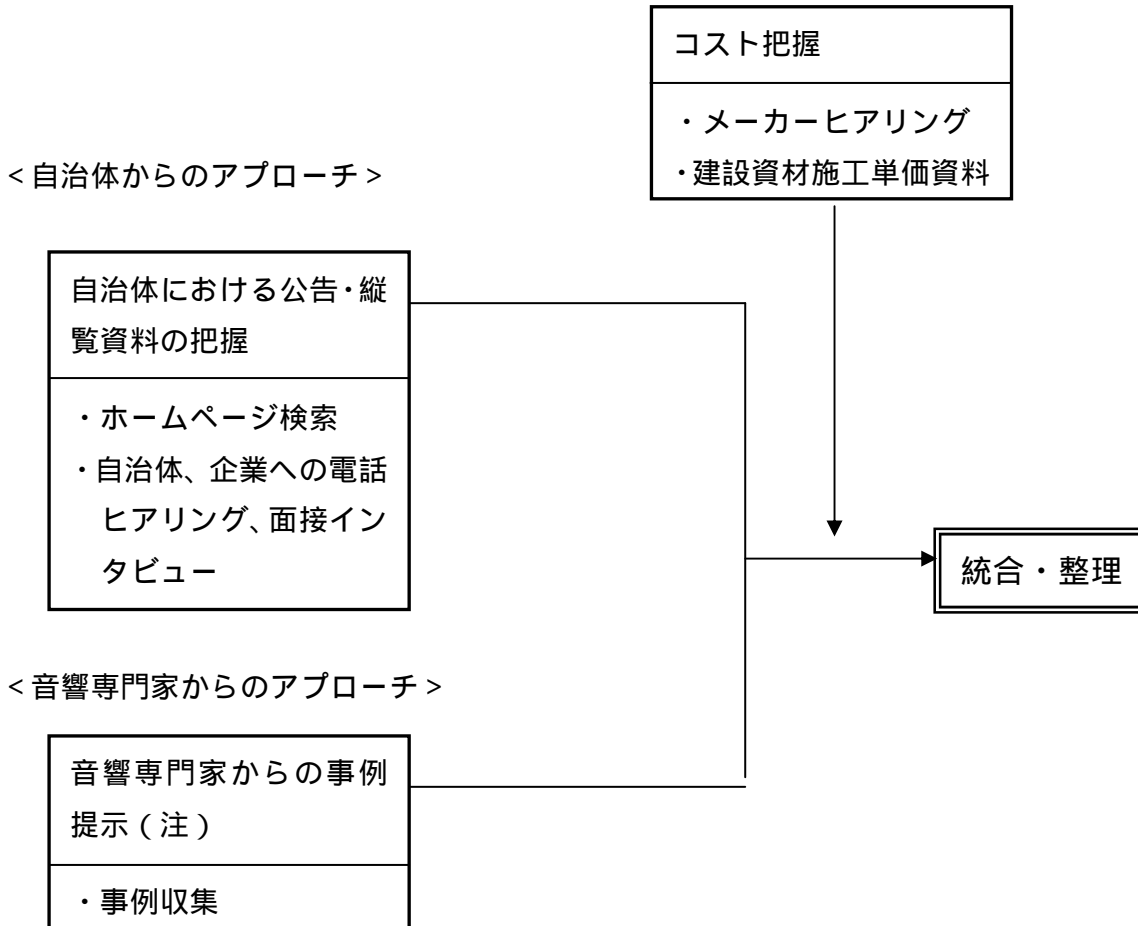 コスト把握
・メーカーヒアリング
・建設資材施工単価資料
<自治体からのアプローチ>
自治体における公告・縦
覧資料の把握
・ホームページ検索
・自治体、企業への電話
ヒアリング、面接イン
タビュー
統合・整理
<音響専門家からのアプローチ>
音響専門家からの事例
提示(注)
・事例収集